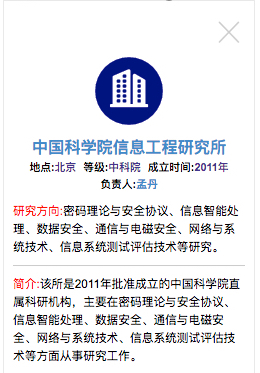 中国科学院信息工程研究所
地点:北京 等级:中科院 成立时间:2011年
负责人:孟丹
研究方向:密码理论与安全协议、信息智能处
理、数据安全、通信与电磁安全、网络与系
统技术、信息系统测试评估技术等研究。
简介:该所是2011年批准成立的中国科学院直
属科研机构，主要在密码理论与安全协议、
信息智能处理、数据安全、通信与电磁安
全、网络与系统技术、信息系统测试评估技
术等方面从事研究工作。